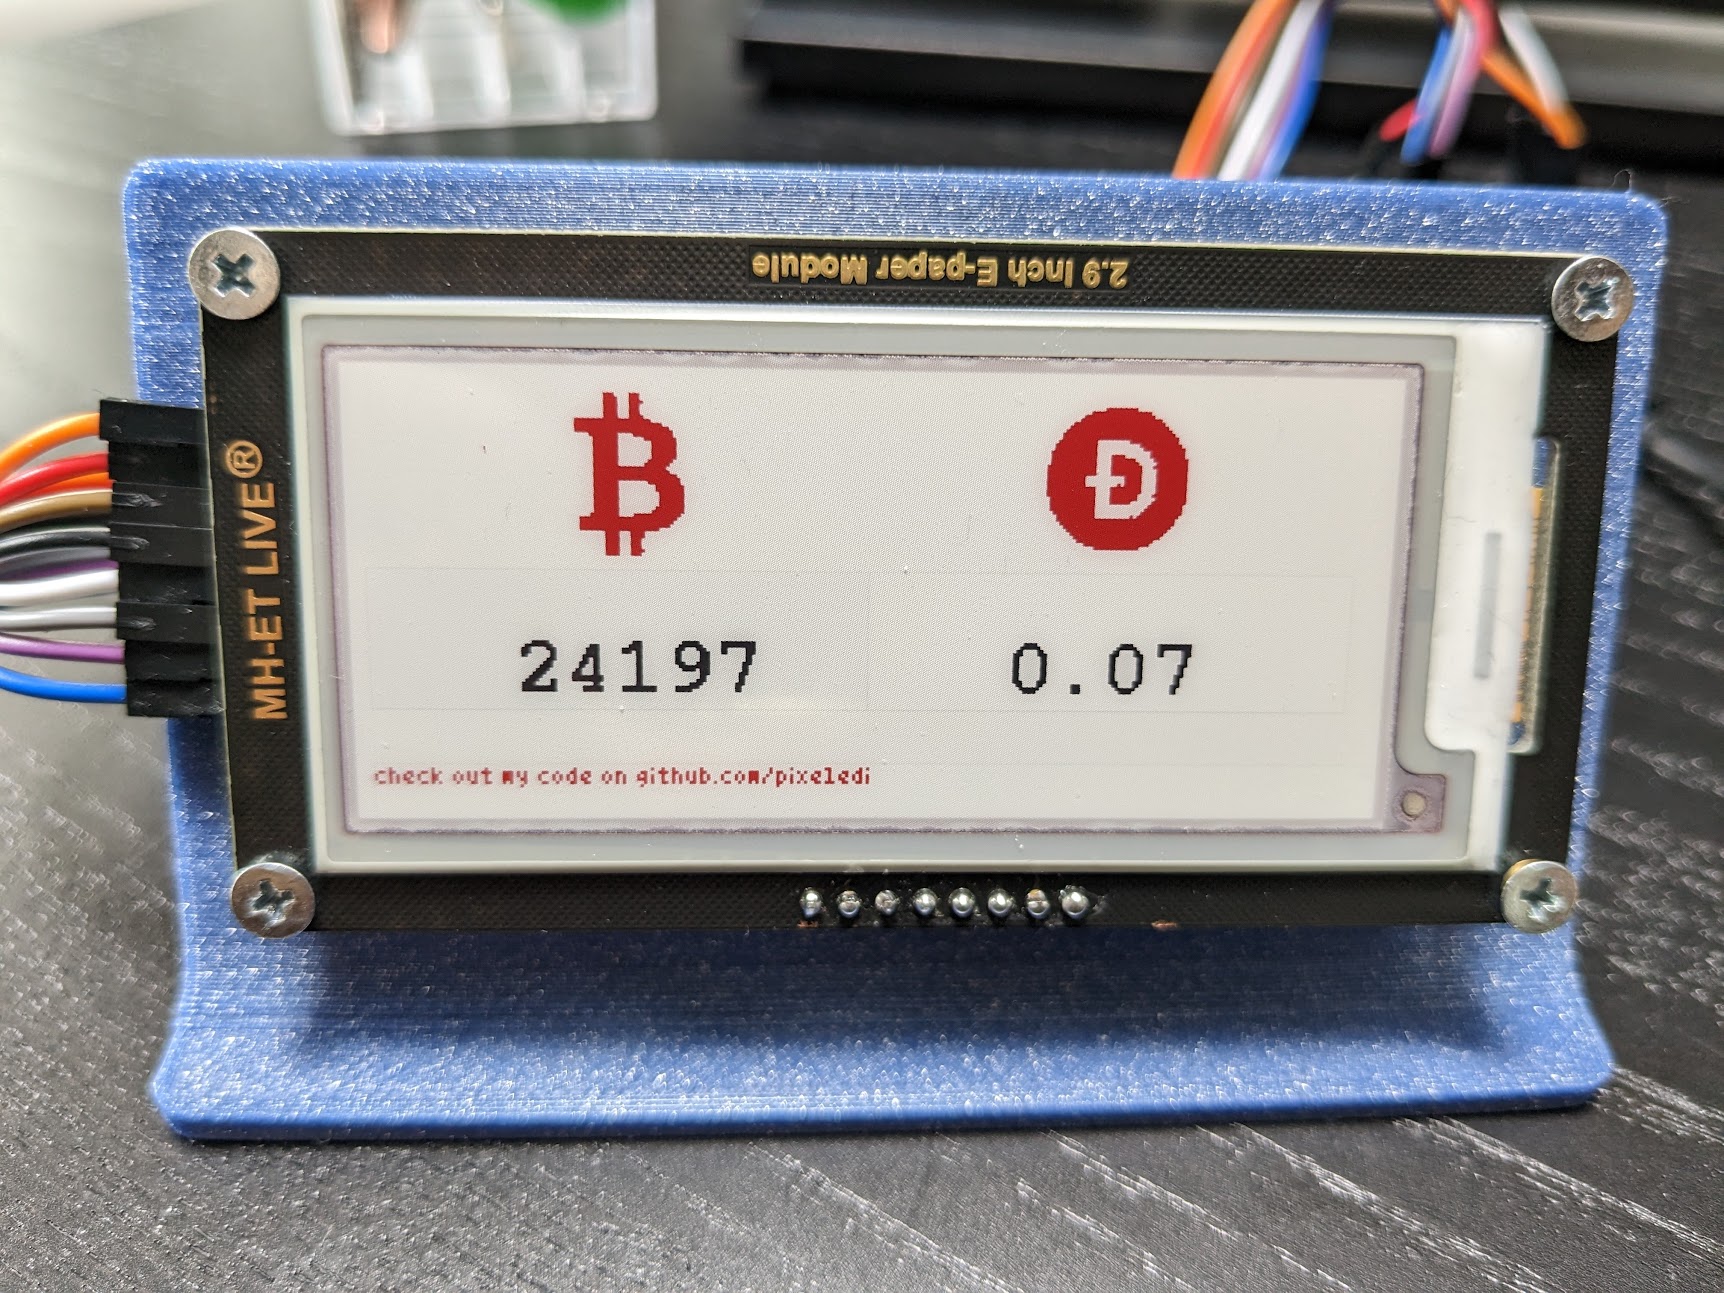 2.9 Inch E-paper Module
MH-ET LIVE®
24197
0.07
check out my code on github.com/pixeledi